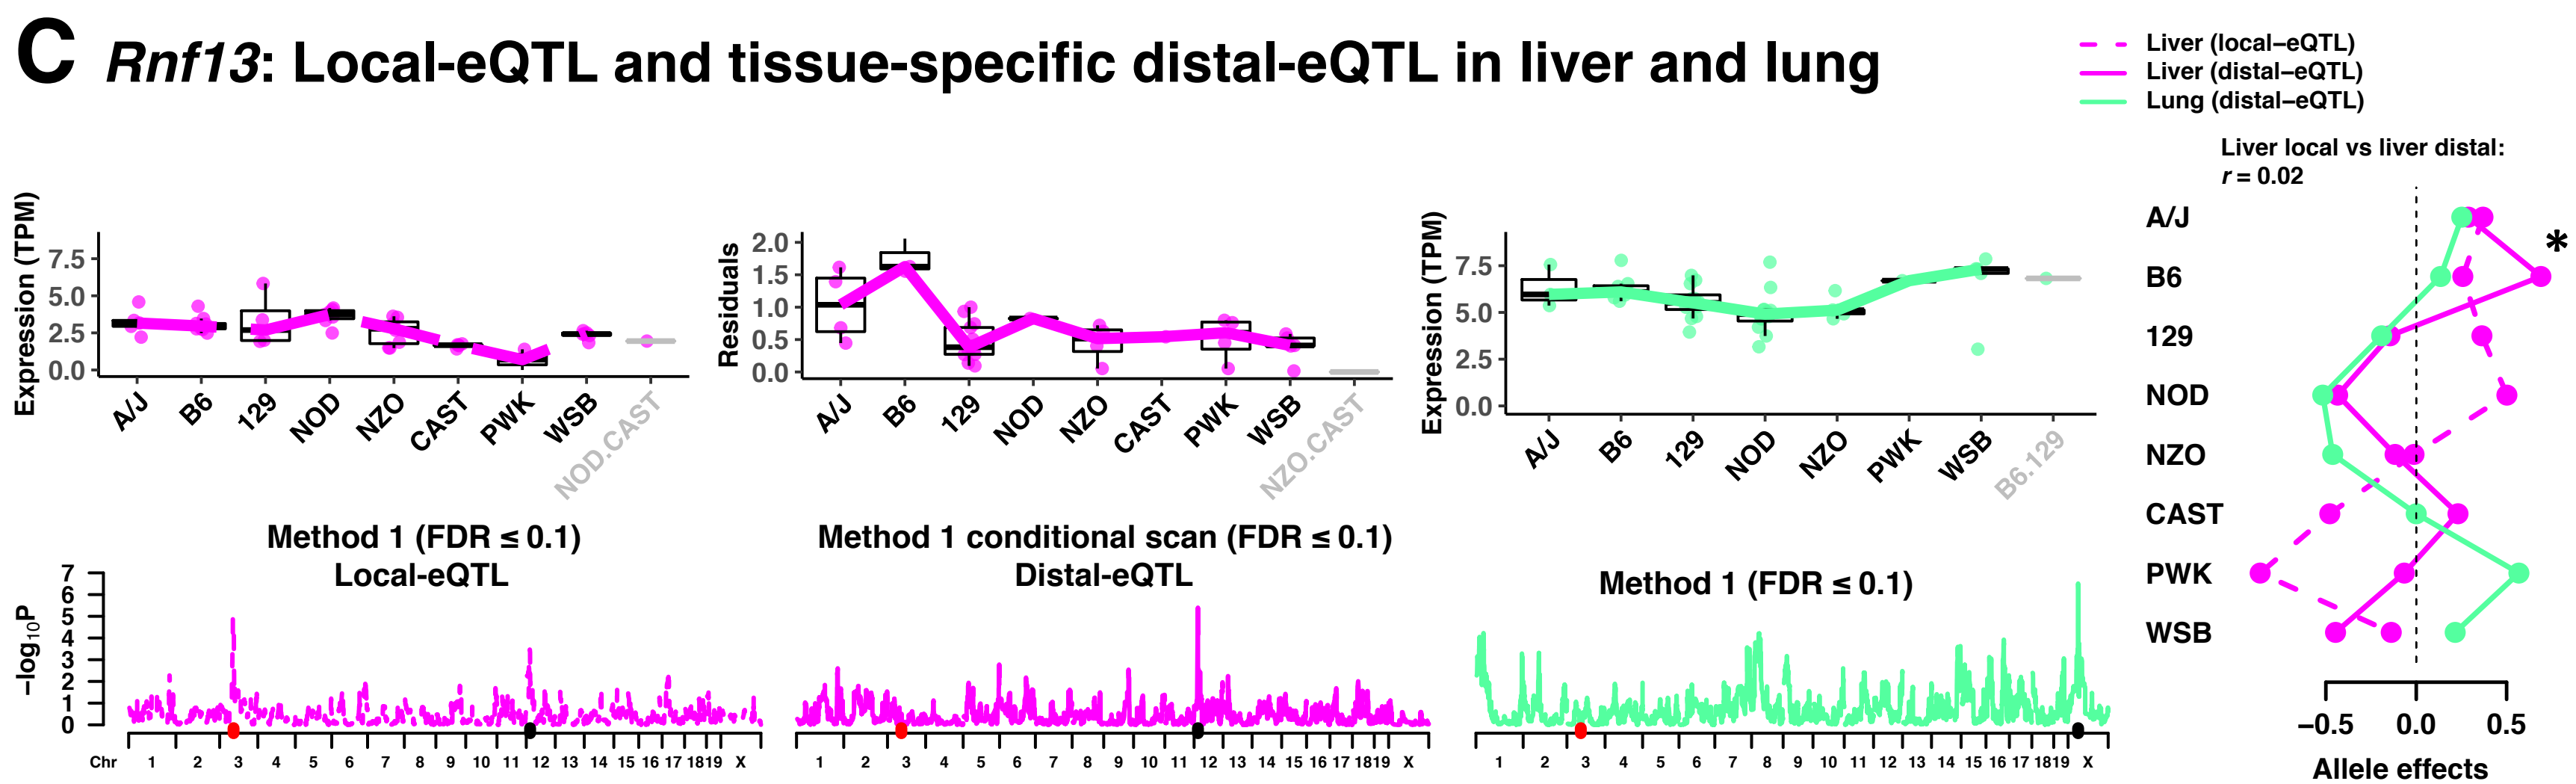 C Rnf13: Local-eQTL and tissue-specific distal-eQTL in liver and lung
Liver (local–eQTL)
Liver (distal–eQTL)
Lung (distal–eQTL)
Expression (TPM)
7.5
5.0
2.5
0.0
A/J B6 129 NOD NZO CAST PWK WSB NOD.CAST
Residuals
2.0
1.5
1.0
0.5
0.0
A/J B6 129 NOD NZO CAST PWK WSB NZO.CAST
Expression (TPM)
7.5
5.0
2.5
0.0
A/J B6 129 NOD NZO PWK WSB B6.129
Method 1 (FDR ≤ 0.1)
Local-eQTL
–log10P
7
6
5
4
3
2
1
0
Chr 1 2 3 4 5 6 7 8 9 10 11 12 13 14 15 16 17 18 19 X
Method 1 conditional scan (FDR ≤ 0.1)
Distal-eQTL
1 2 3 4 5 6 7 8 9 10 11 12 13 14 15 16 17 18 19 X
Method 1 (FDR ≤ 0.1)
1 2 3 4 5 6 7 8 9 10 11 12 13 14 15 16 17 18 19 X
Liver local vs liver distal:
r = 0.02
A/J
*
B6
129
NOD
NZO
CAST
PWK
WSB
–0.5 0.0 0.5
Allele effects